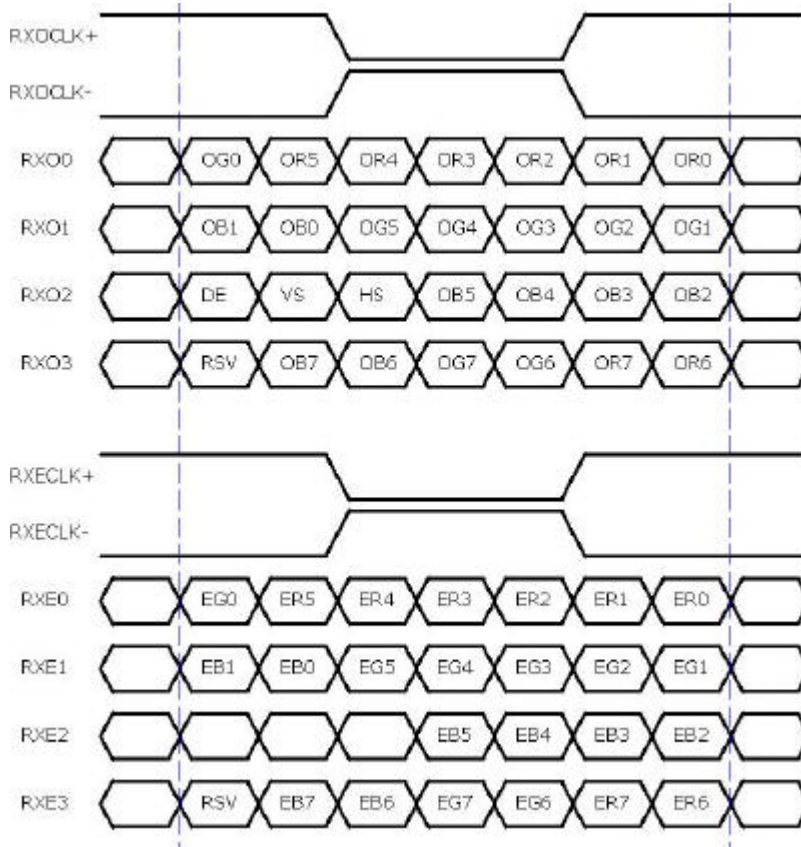 RXOCLK+
RXOCLK-
RXO0 OG0 OR5 OR4 OR3 OR2 OR1 OR0
RXO1 OB1 OB0 OG5 OG4 OG3 OG2 OG1
RXO2 DE VS HS OB5 OB4 OB3 OB2
RXO3 RSV OB7 OB6 OG7 OG6 OR7 OR6
RXECLK+
RXECLK-
RXE0 EG0 ER5 ER4 ER3 ER2 ER1 ER0
RXE1 EB1 EB0 EG5 EG4 EG3 EG2 EG1
RXE2 EB5 EB4 EB3 EB2
RXE3 RSV EB7 EB6 EG7 EG6 ER7 ER6